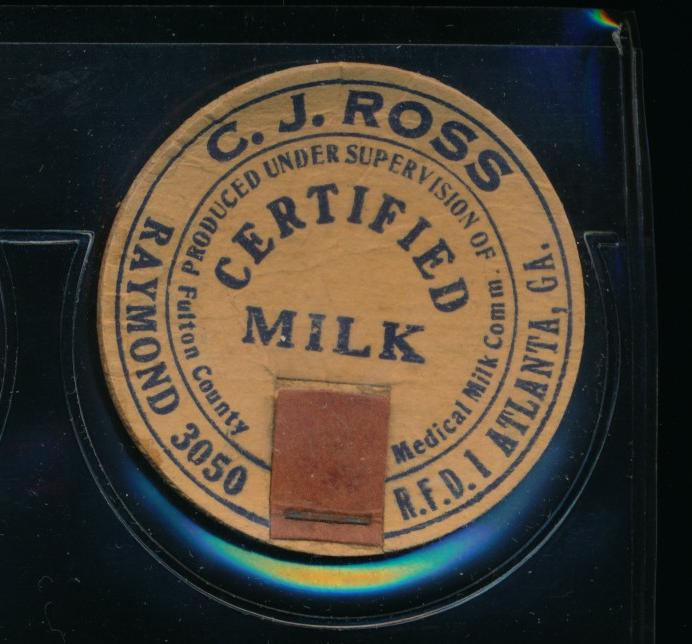 C. J. ROSS
PRODUCED UNDER SUPERVISION OF
CERTIFIED
MILK
Fulton County
Medical Milk Comm.
RAYMOND 3050
R.F.D. 1 ATLANTA, GA.